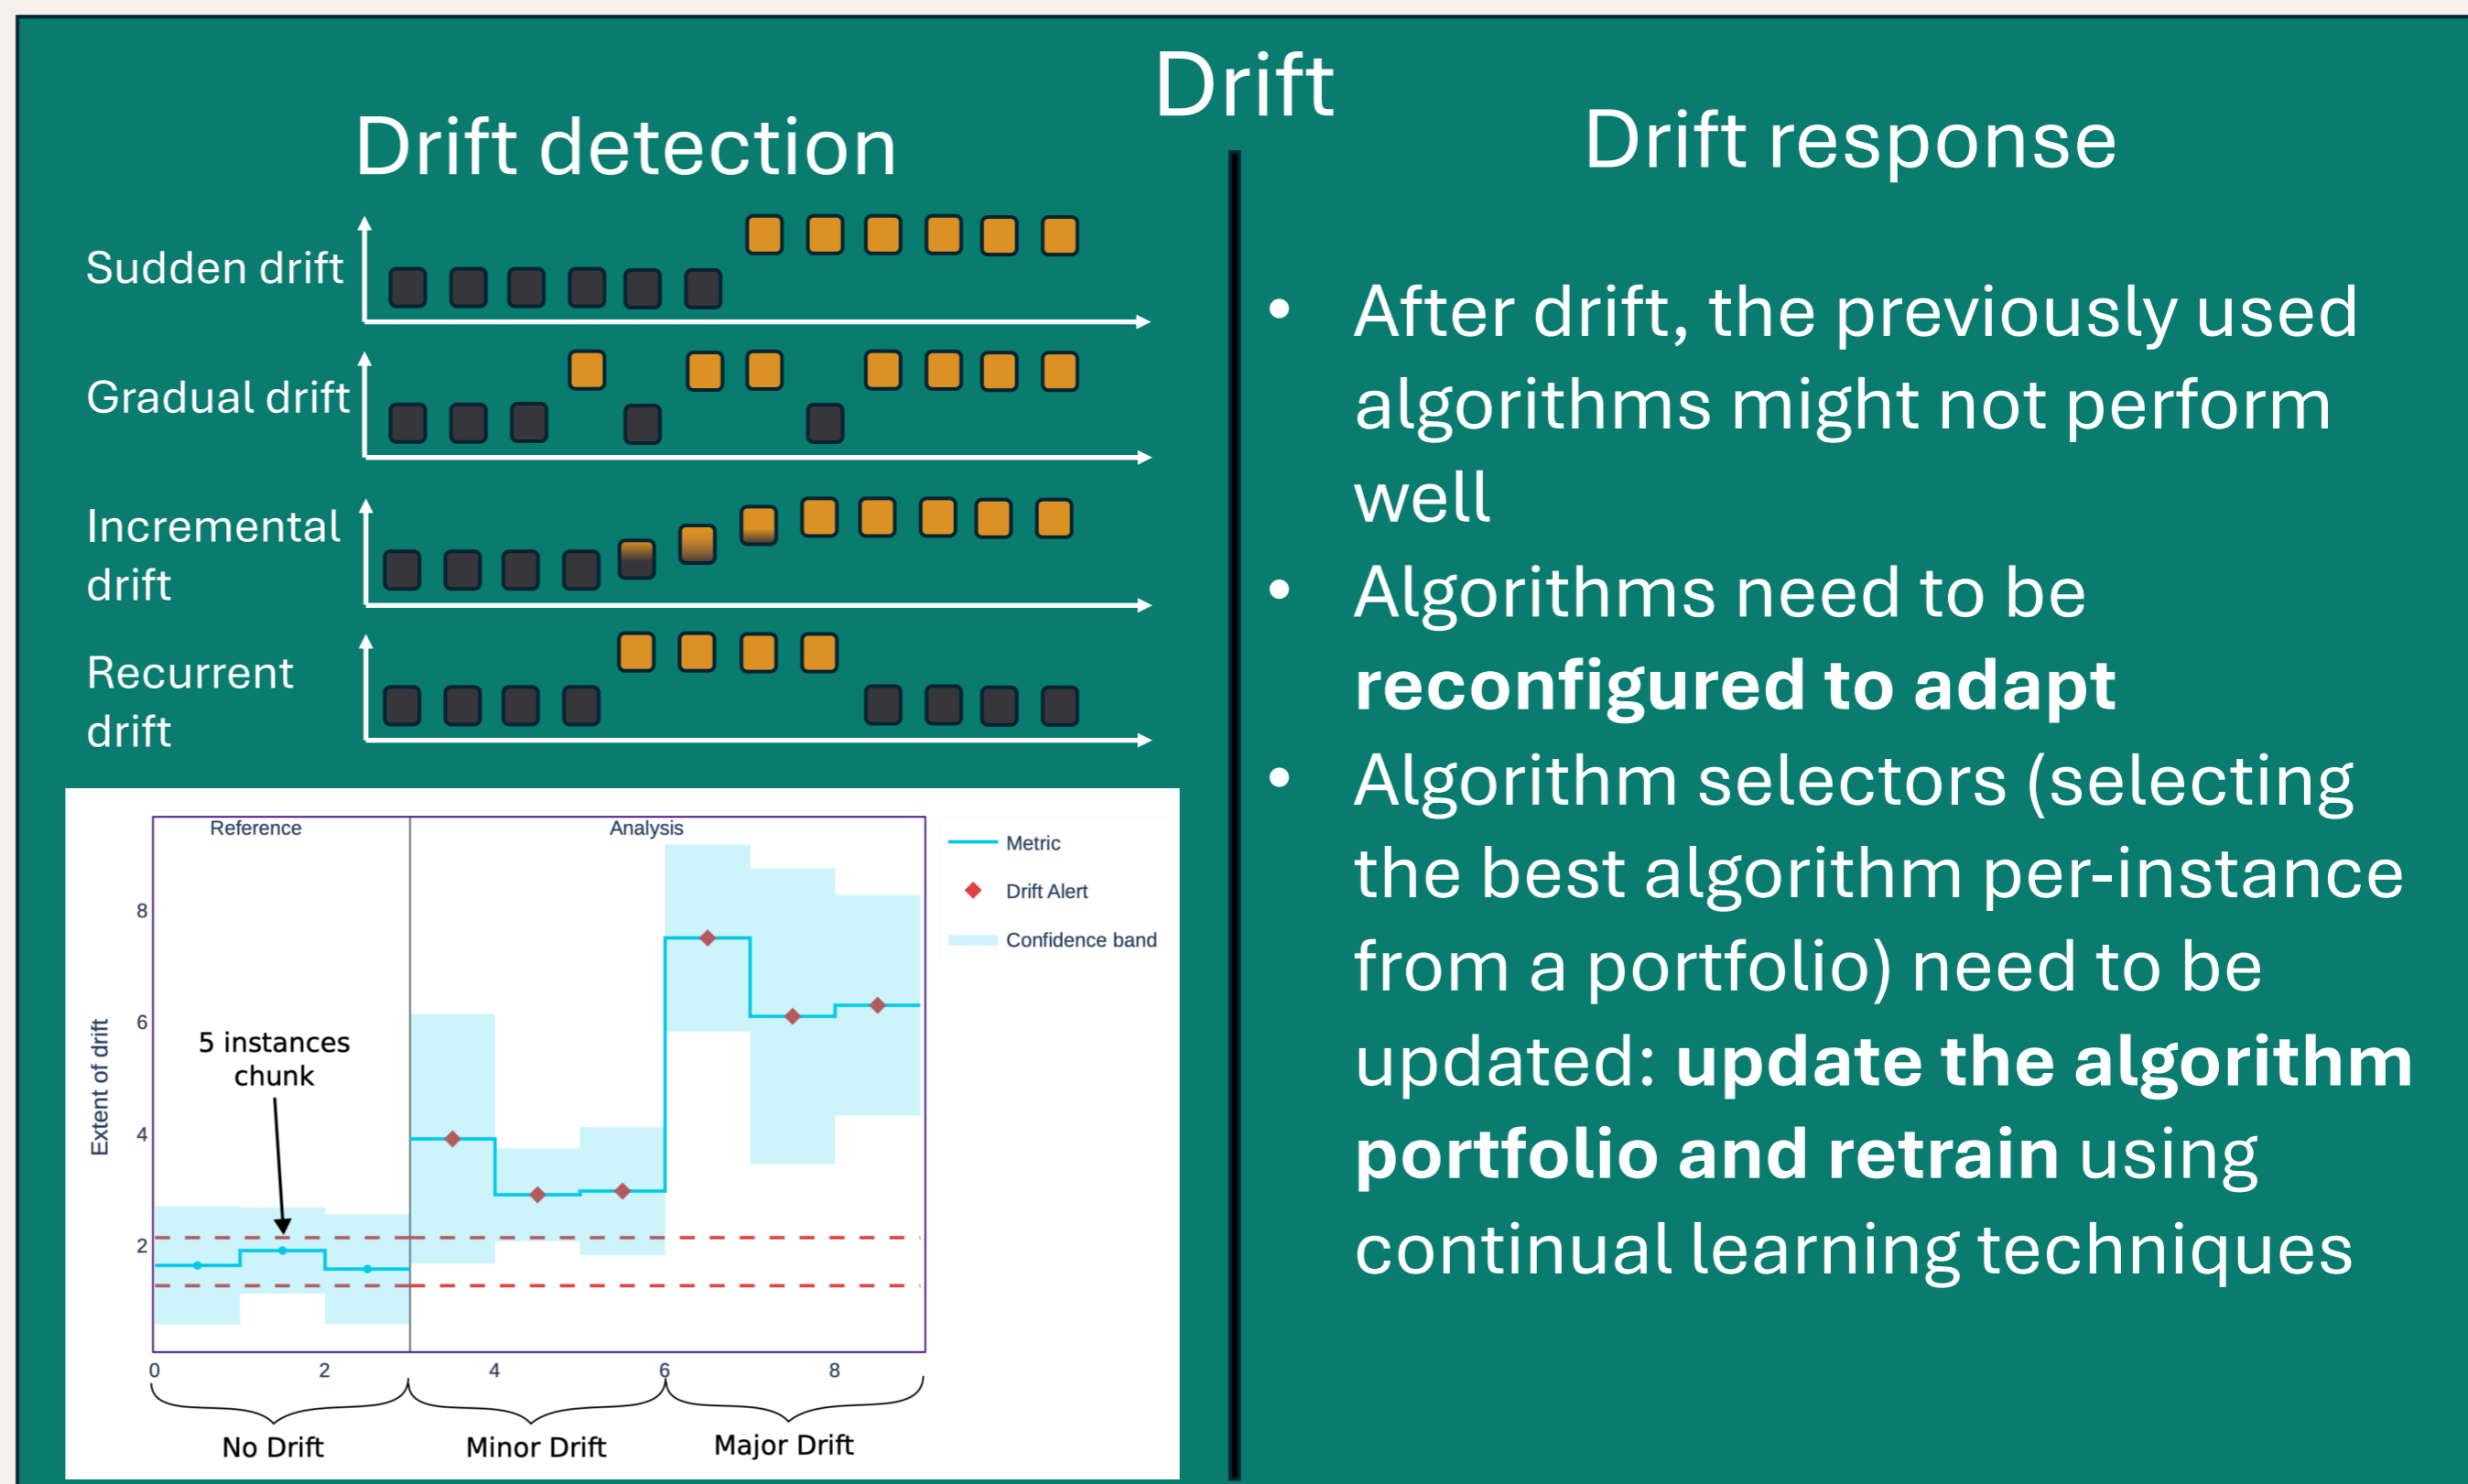 Drift
Drift detection
Sudden drift
Gradual drift
Incremental
drift
Recurrent
drift
Reference
Analysis
Metric
Drift Alert
Confidence band
Extent of drift
8
6
4
2
5 instances
chunk
0
2
4
6
8
No Drift
Minor Drift
Major Drift
Drift response
• After drift, the previously used
algorithms might not perform
well
• Algorithms need to be
reconfigured to adapt
• Algorithm selectors (selecting
the best algorithm per-instance
from a portfolio) need to be
updated: update the algorithm
portfolio and retrain using
continual learning techniques